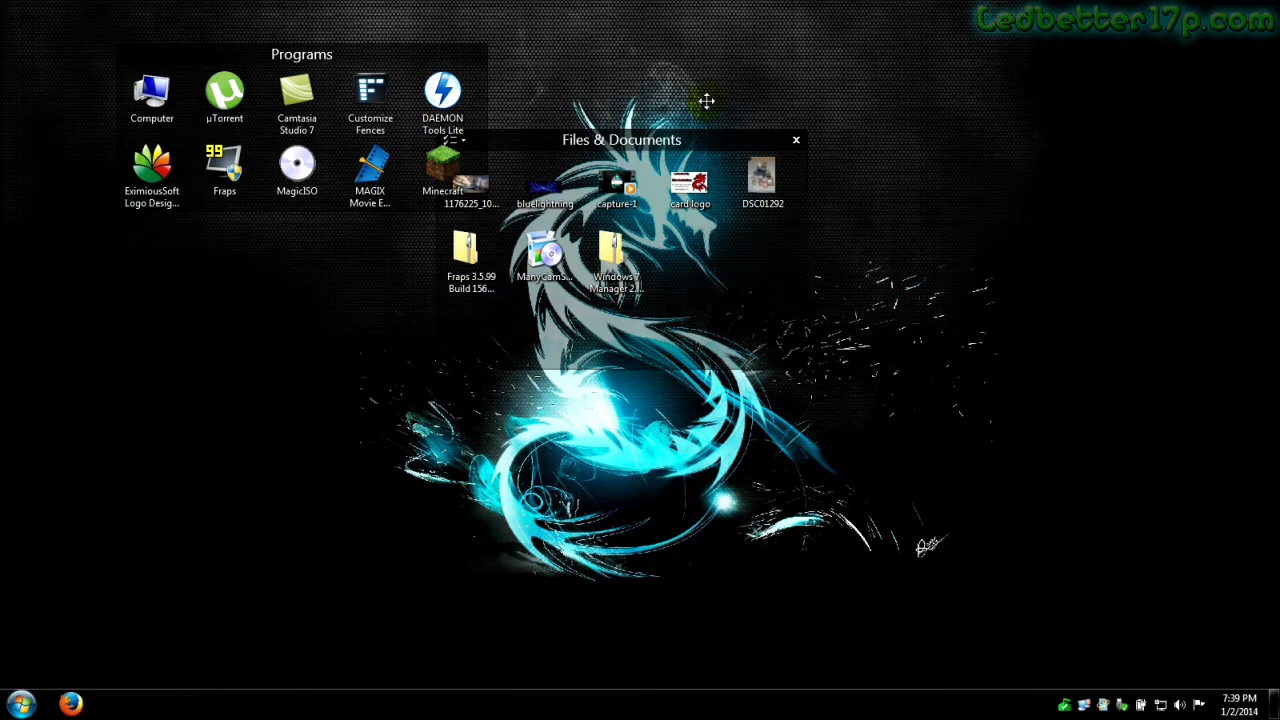 Ledbetter17p.com
Programs
Computer
µTorrent
Camtasia
Studio 7
Customize
Fences
DAEMON
Tools Lite
99
EximiousSoft
Logo Desig...
Fraps
MagicISO
MAGIX
Movie E...
Minecraft
Files & Documents
x
1176225_10...
bluelightning
capture-1
card logo
DSC01292
Fraps 3.5.99
Build 156...
ManyCamS...
Windows 7
Manager 2....
7:39 PM
1/2/2014